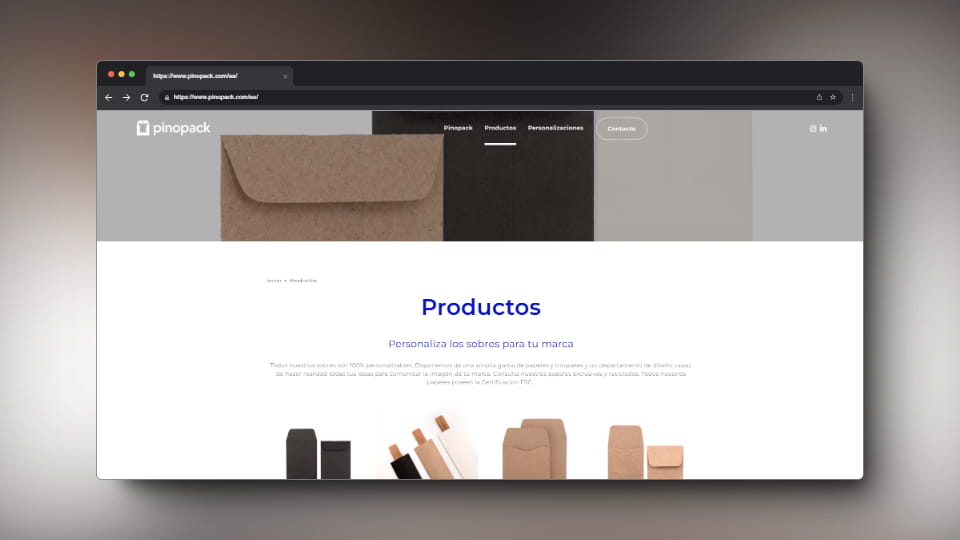 https://www.pinopack.com/es/
https://www.pinopack.com/es/
pinopack
Pinopack
Productos
Personalizaciones
Contacto
Inicio » Productos
Productos
Personaliza los sobres para tu marca
Todos nuestros sobres son 100% personalizables. Disponemos de una amplia gama de papeles y troqueles y un departamento de diseño capaz
de hacer realidad todas tus ideas para comunicar la imagen de tu marca. Consulta nuestros papeles exclusivos y reciclados. Todos nuestros
papeles poseen la Certificación FSC.